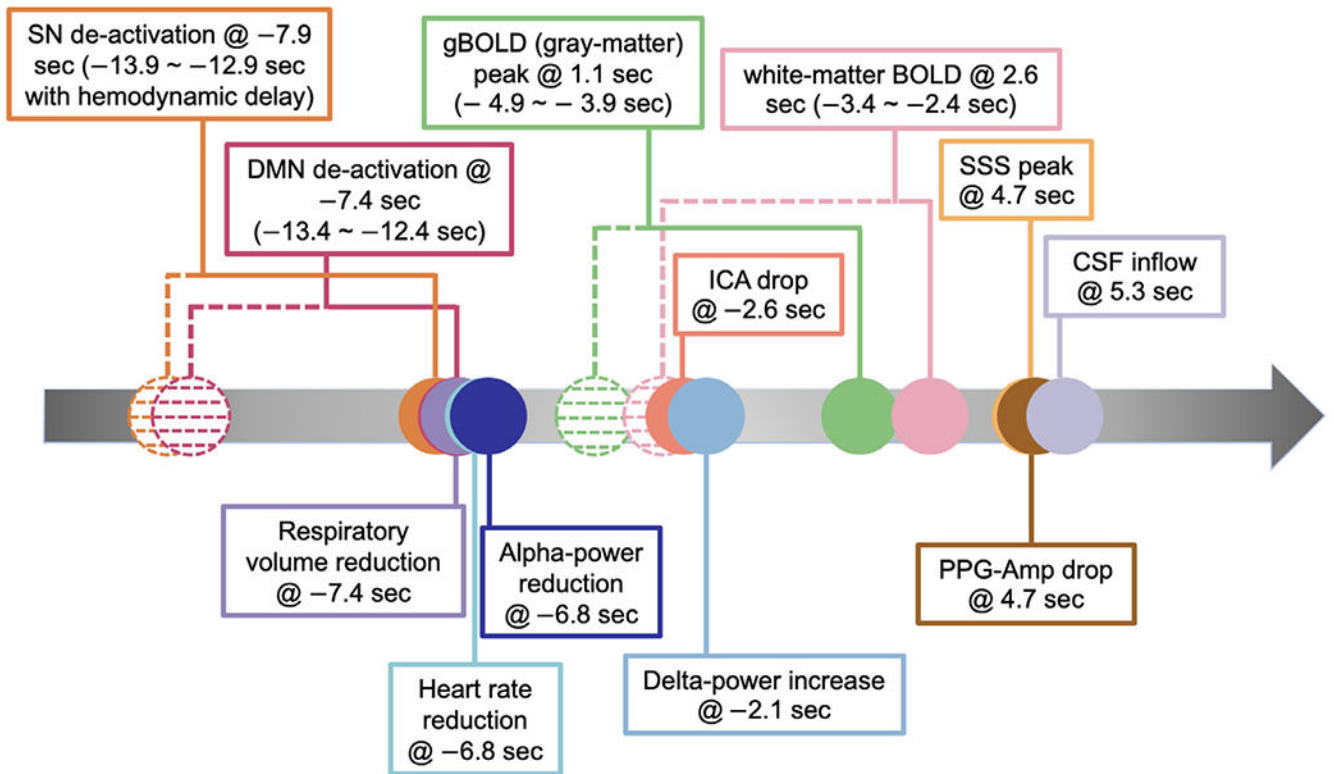 SN de-activation @ −7.9
sec (−13.9 ~ −12.9 sec
with hemodynamic delay)
gBOLD (gray-matter)
peak @ 1.1 sec
(− 4.9 ~ − 3.9 sec)
white-matter BOLD @ 2.6
sec (−3.4 ~ −2.4 sec)
DMN de-activation @
−7.4 sec
(−13.4 ~ −12.4 sec)
SSS peak
@ 4.7 sec
ICA drop
@ −2.6 sec
CSF inflow
@ 5.3 sec
Respiratory
volume reduction
@ −7.4 sec
Alpha-power
reduction
@ −6.8 sec
PPG-Amp drop
@ 4.7 sec
Heart rate
reduction
@ −6.8 sec
Delta-power increase
@ −2.1 sec